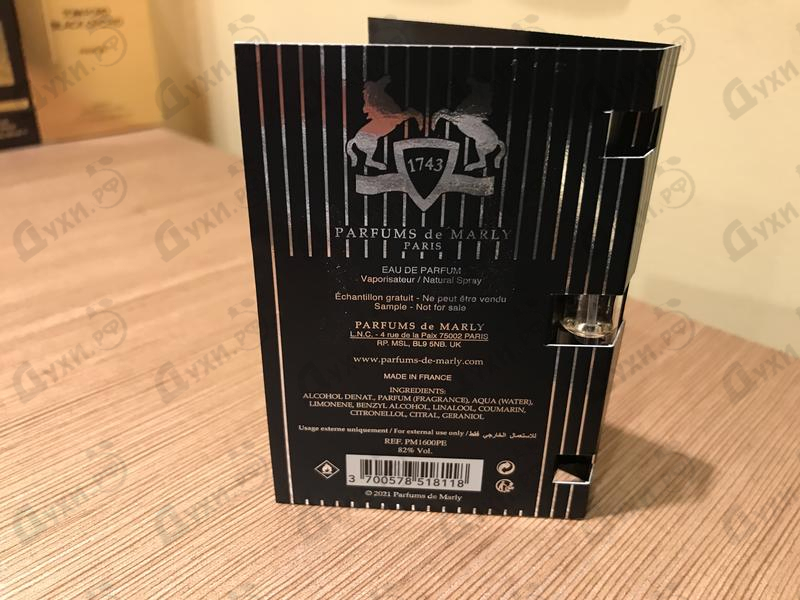 TOM FORD
BLACK ORCHID
1743
PARFUMS de MARLY
PARIS
EAU DE PARFUM
Vaporisateur / Natural Spray
Échantillon gratuit - Ne peut être vendu
Sample - Not for sale
PARFUMS de MARLY
L.N.C. - 4 rue de la Paix 75002 PARIS
RP. MSL, BL9 5NB. UK
www.parfums-de-marly.com
MADE IN FRANCE
INGREDIENTS:
ALCOHOL DENAT., PARFUM (FRAGRANCE), AQUA (WATER),
LIMONENE, BENZYL ALCOHOL, LINALOOL, COUMARIN,
CITRONELLOL, CITRAL, GERANIOL
Usage externe uniquement / For external use only / للاستعمال الخارجي فقط
REF. PM1600PE
82% Vol.
3 700578 518118
© 2021 Parfums de Marly
Духи.рф